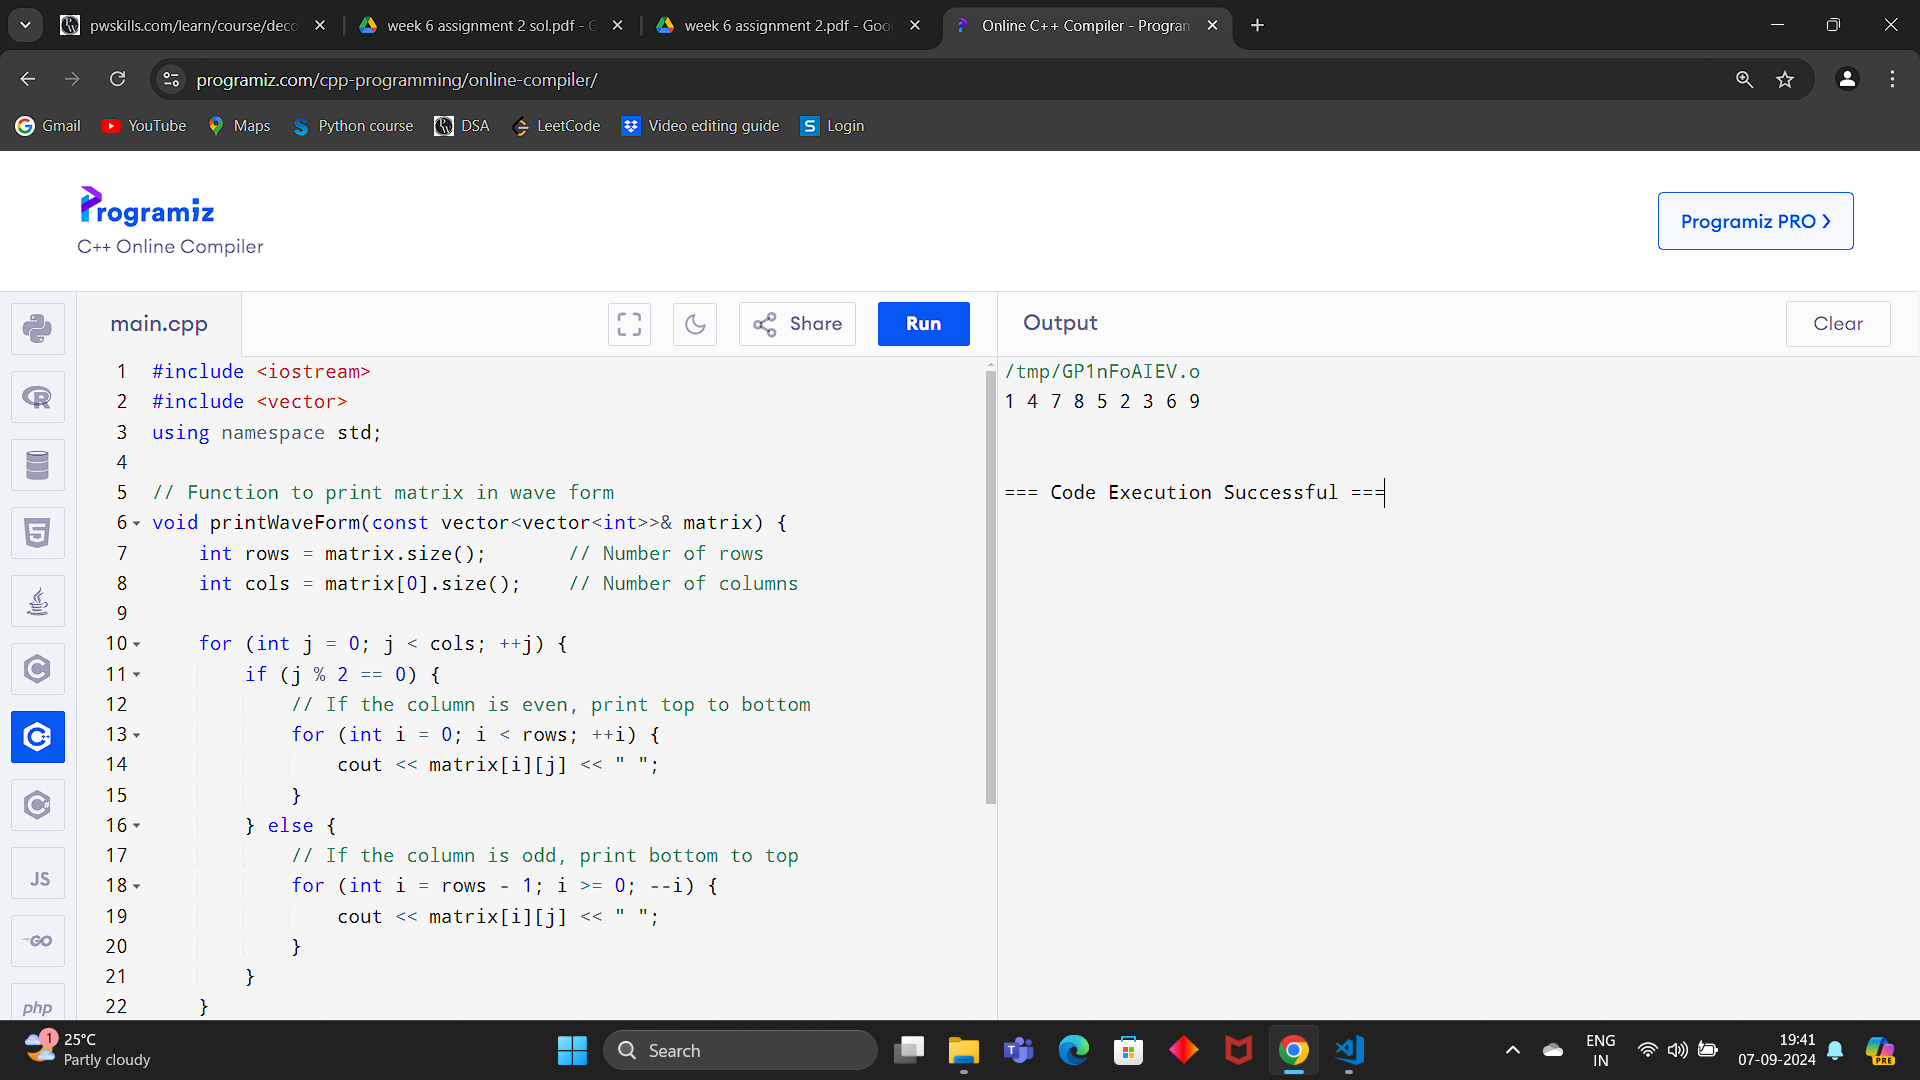 pwskills.com/learn/course/deco
week 6 assignment 2 sol.pdf - G
week 6 assignment 2.pdf - Goo
Online C++ Compiler - Program
programiz.com/cpp-programming/online-compiler/
Gmail
YouTube
Maps
Python course
DSA
LeetCode
Video editing guide
S
Login
Programiz
C++ Online Compiler
Programiz PRO >
main.cpp
Share
Run
Output
Clear
1 #include <iostream>
2 #include <vector>
3 using namespace std;
4
5 // Function to print matrix in wave form
6 void printWaveForm(const vector<vector<int>>& matrix) {
7 int rows = matrix.size(); // Number of rows
8 int cols = matrix[0].size(); // Number of columns
9
10 for (int j = 0; j < cols; ++j) {
11 if (j % 2 == 0) {
12 // If the column is even, print top to bottom
13 for (int i = 0; i < rows; ++i) {
14 cout << matrix[i][j] << " ";
15 }
16 } else {
17 // If the column is odd, print bottom to top
18 for (int i = rows - 1; i >= 0; --i) {
19 cout << matrix[i][j] << " ";
20 }
21 }
22 }
/tmp/GP1nFoAIEV.o
1 4 7 8 5 2 3 6 9
=== Code Execution Successful ===
JS
GO
php
1
25°C
Partly cloudy
Search
ENG
IN
19:41
07-09-2024
PRE